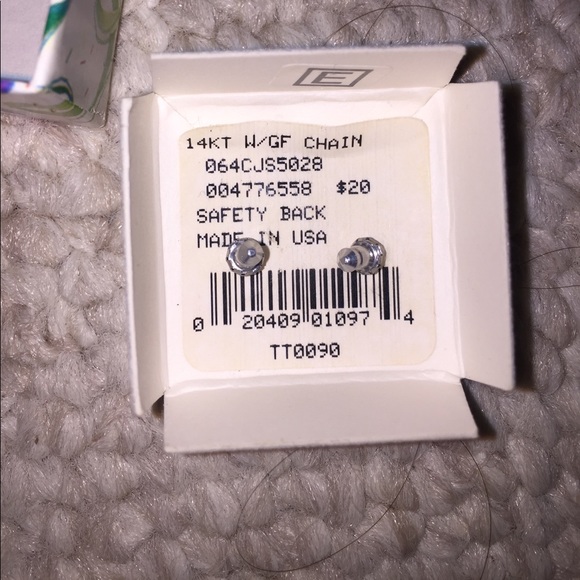 E
14KT W/GF CHAIN
064CJS5028
004776558 $20
SAFETY BACK
MADE IN USA
0 20409 01097 4
TT0090